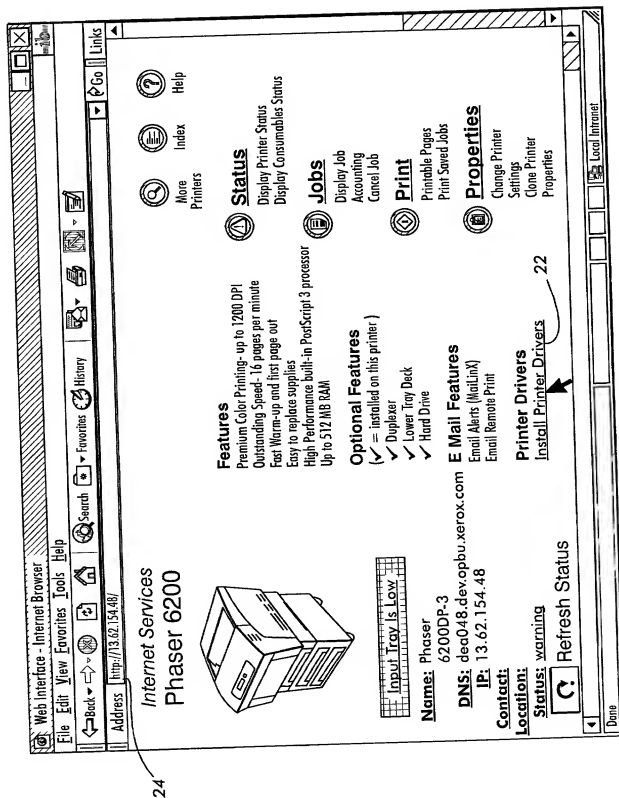 Web Interface - Internet Browser
File Edit View Favorites Tools Help
Back Search Favorites History
Address http://13.62.154.48/ Go Links
24
Internet Services
Phaser 6200
Input Tray Is Low
Name: Phaser
6200DP-3
DNS: dea048.dev.opbu.xerox.com
IP: 13.62.154.48
Contact:
Location:
Status: warning
Refresh Status
Features
Premium Color Printing- up to 1200 DPI
Outstanding Speed- 16 pages per minute
Fast Warm-up and first page out
Easy to replace supplies
High Performance built-in PostScript 3 processor
Up to 512 MB RAM
Optional Features
(✓ = installed on this printer )
✓ Duplexer
✓ Lower Tray Deck
✓ Hard Drive
E Mail Features
Email Alerts (MaiLinX)
Email Remote Print
Printer Drivers
Install Printer Drivers
22
More
Printers
Index
Help
Status
Display Printer Status
Display Consumables Status
Jobs
Display Job
Accounting
Cancel Job
Print
Printable Pages
Print Saved Jobs
Properties
Change Printer
Settings
Clone Printer
Properties
Done
Local Intranet